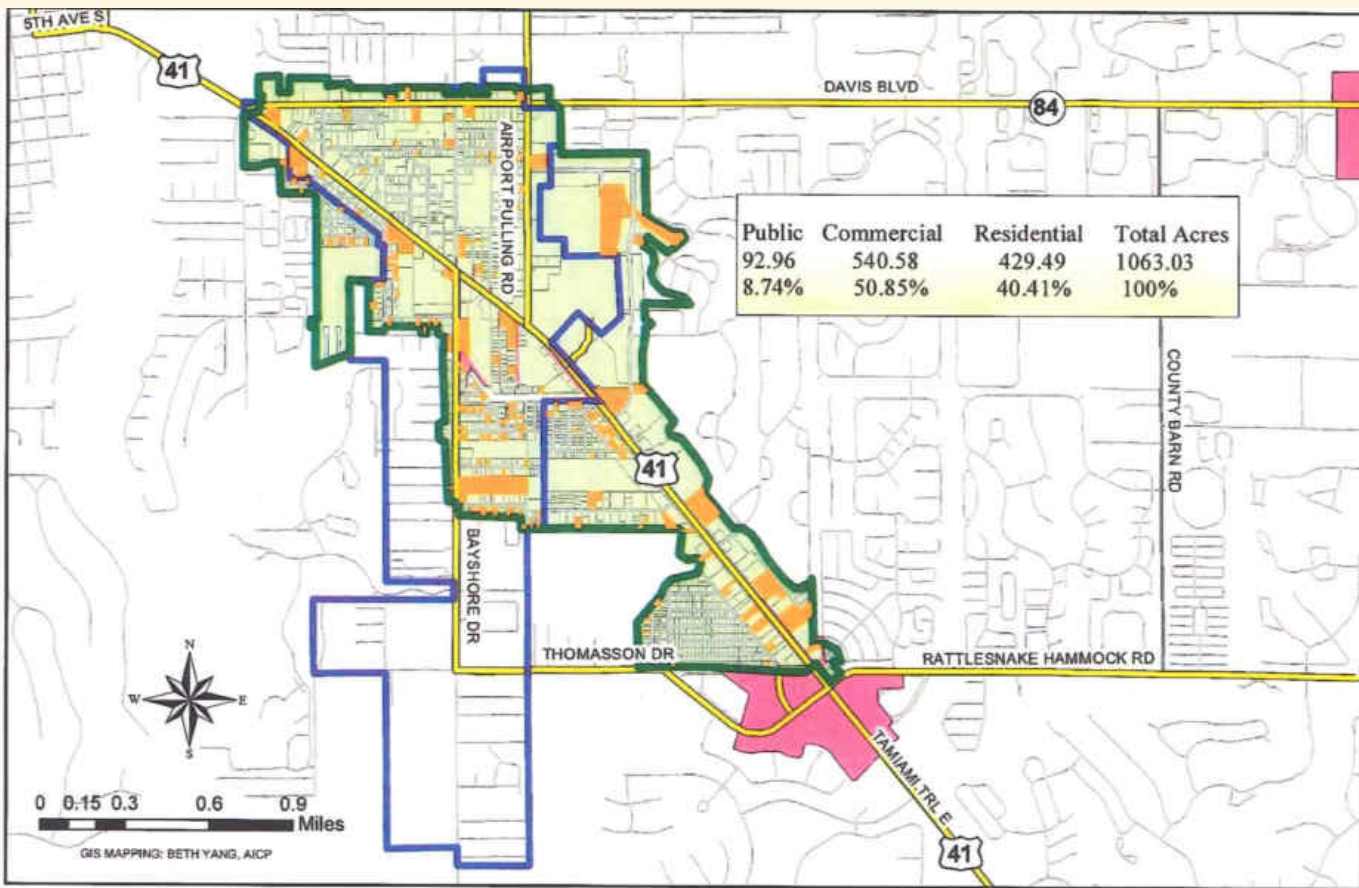 5TH AVE S
41
DAVIS BLVD
84
AIRPORT PULLING RD
Public Commercial Residential Total Acres
92.96 540.58 429.49 1063.03
8.74% 50.85% 40.41% 100%
COUNTY BARN RD
41
BAYSHORE DR
THOMASSON DR
RATTLESNAKE HAMMOCK RD
N
W E
S
TAMIAMI TRL E
0 0.15 0.3 0.6 0.9
Miles
41
GIS MAPPING: BETH YANG, AICP